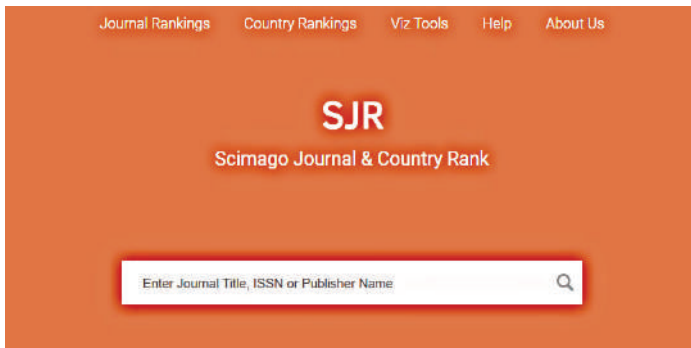 Journal Rankings Country Rankings Viz Tools Help About Us
SJR
Scimago Journal & Country Rank
Enter Journal Title, ISSN or Publisher Name